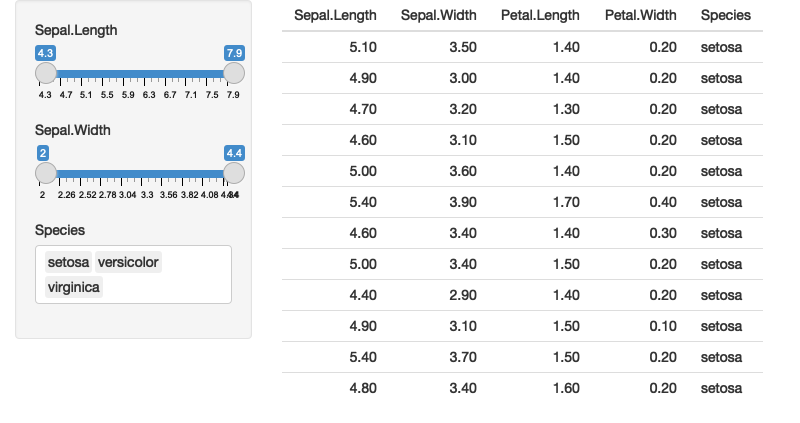 Sepal.Length
4.3 7.9
4.3 4.7 5.1 5.5 5.9 6.3 6.7 7.1 7.5 7.9
Sepal.Width
2 4.4
2 2.26 2.52 2.78 3.04 3.3 3.56 3.82 4.08
Species
setosa versicolor
virginica
Sepal.Length Sepal.Width Petal.Length Petal.Width Species
5.10 3.50 1.40 0.20 setosa
4.90 3.00 1.40 0.20 setosa
4.70 3.20 1.30 0.20 setosa
4.60 3.10 1.50 0.20 setosa
5.00 3.60 1.40 0.20 setosa
5.40 3.90 1.70 0.40 setosa
4.60 3.40 1.40 0.30 setosa
5.00 3.40 1.50 0.20 setosa
4.40 2.90 1.40 0.20 setosa
4.90 3.10 1.50 0.10 setosa
5.40 3.70 1.50 0.20 setosa
4.80 3.40 1.60 0.20 setosa